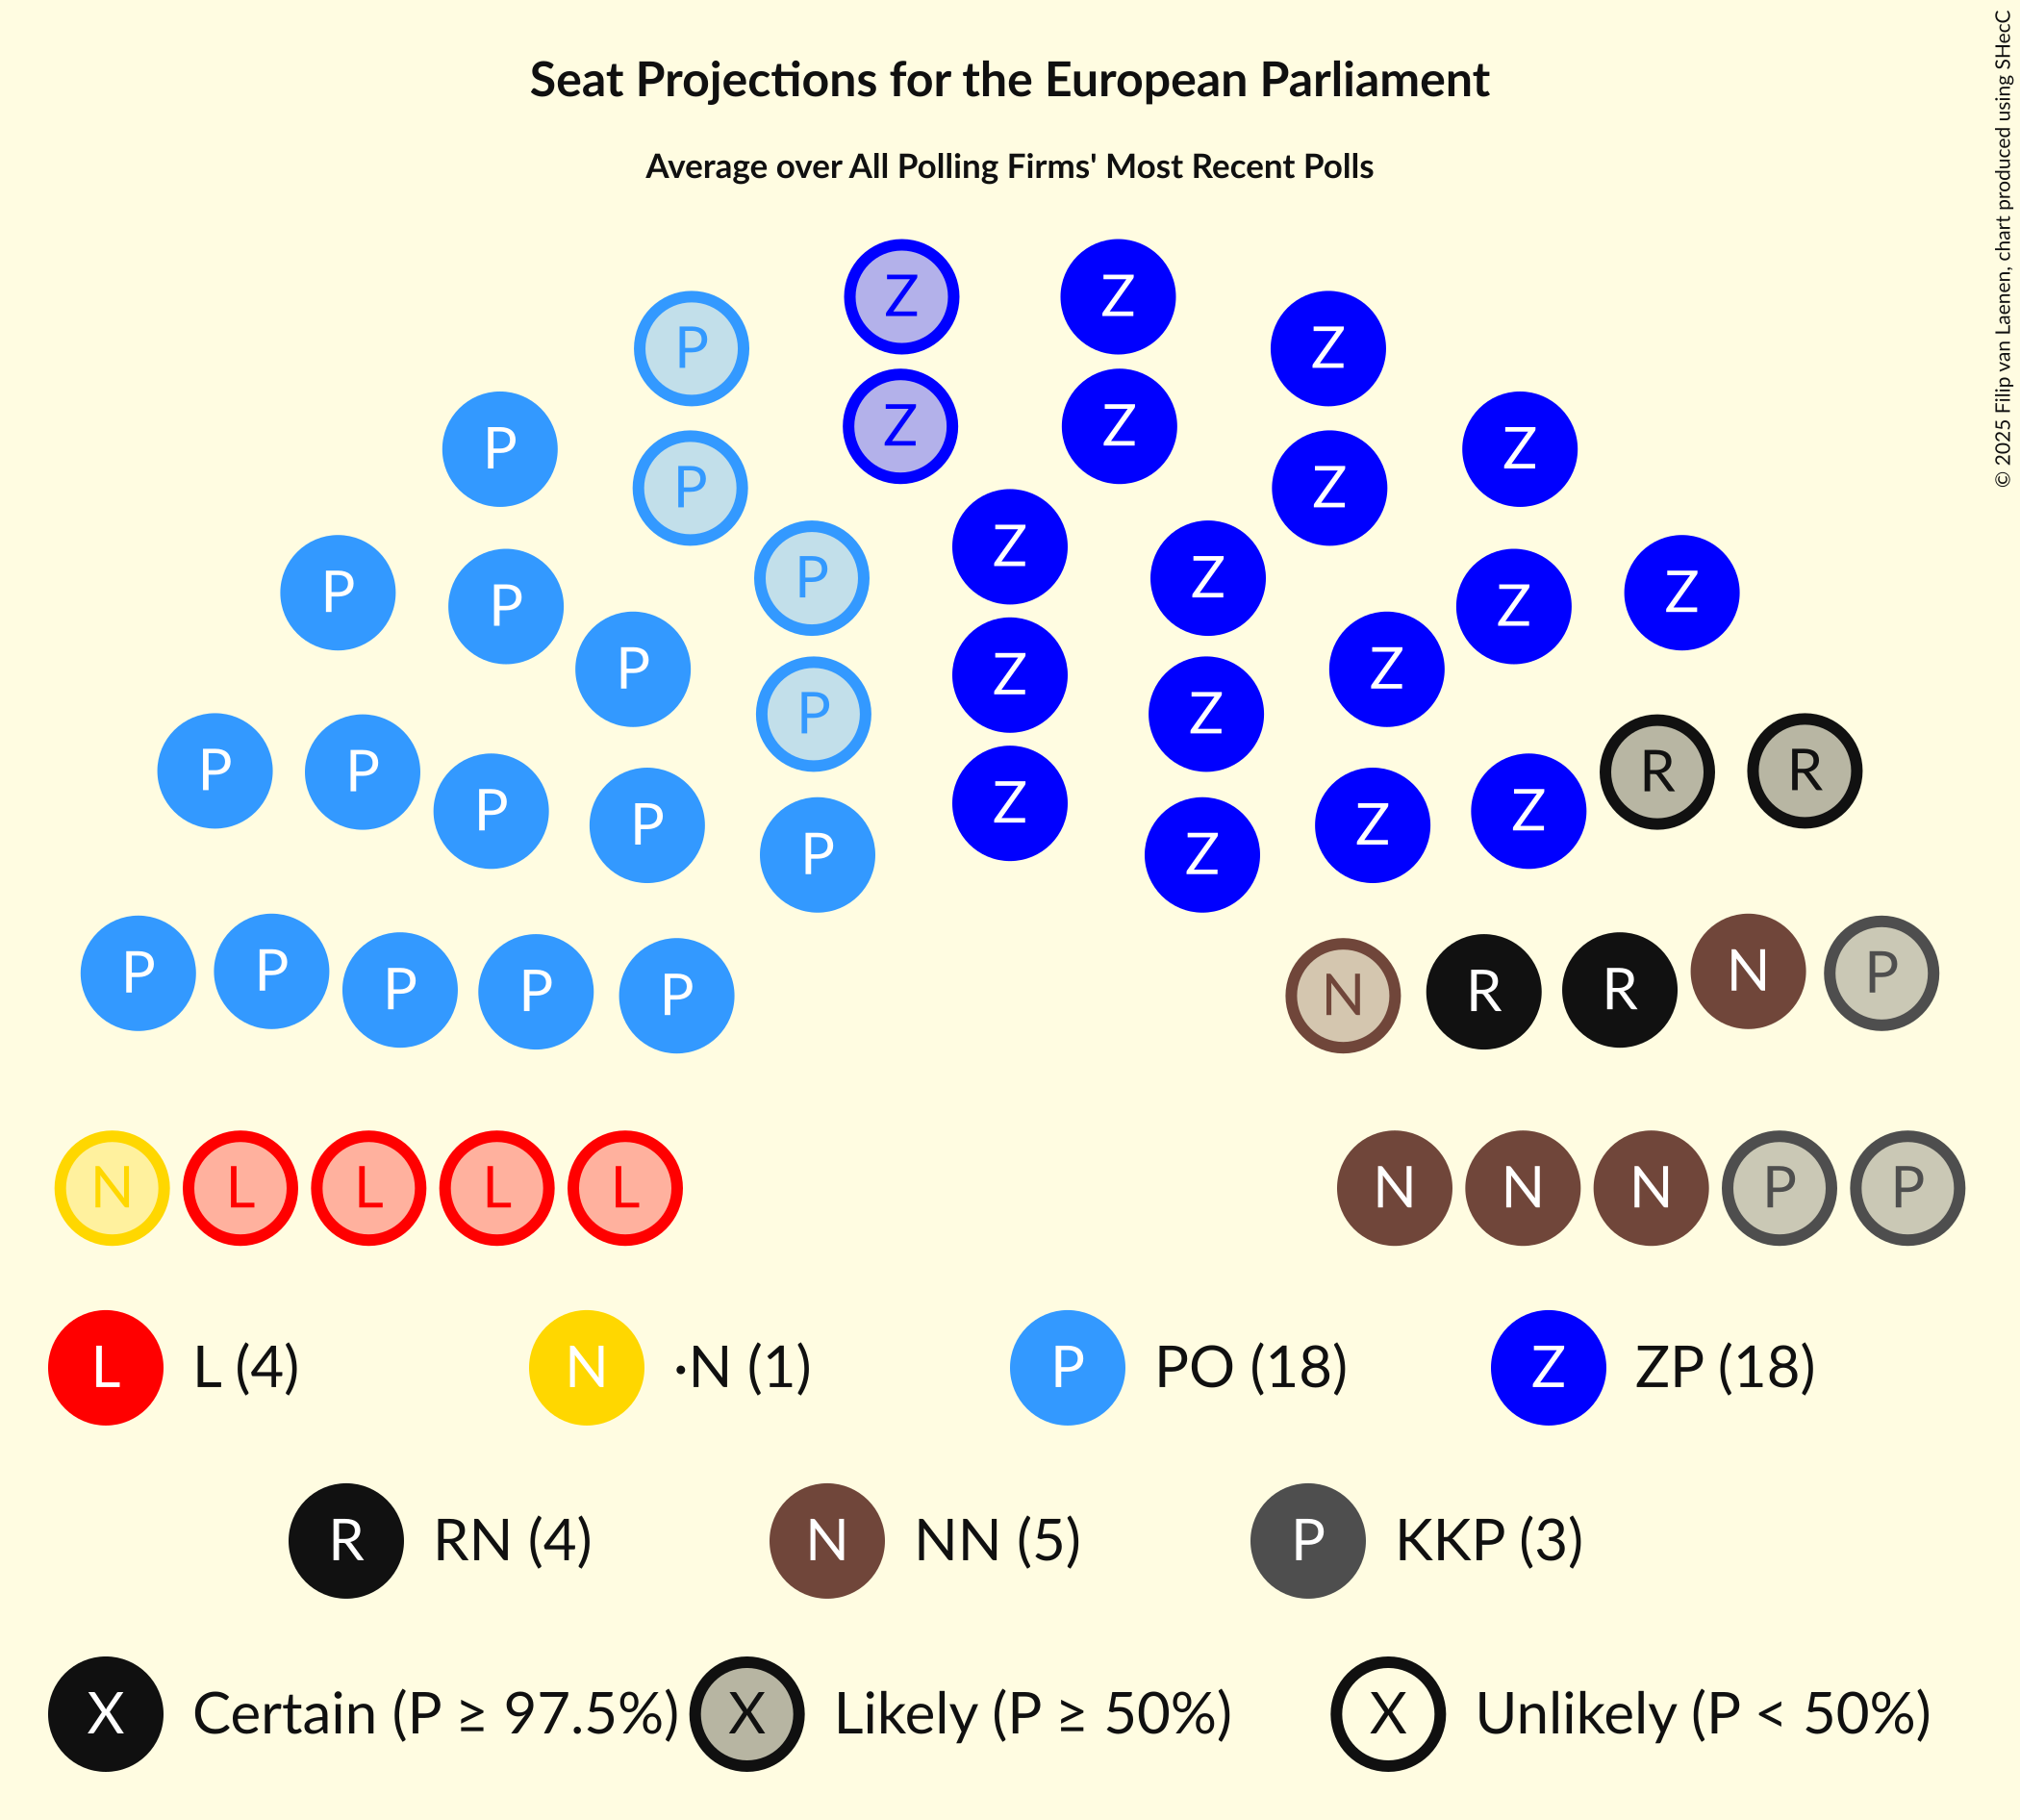 Seat Projections for the European Parliament
Average over All Polling Firms' Most Recent Polls
© 2025 Filip van Laenen, chart produced using SHecC
Z Z
P Z
Z Z
P Z
P Z
Z
P Z
P Z
P Z
P Z
Z
P Z
P R
P R
Z
P Z
P Z
P Z
P N
P R
P R
P N
P P
N L L L L N N N P P
L L (4) N ·N (1) P PO (18) Z ZP (18)
R RN (4) N NN (5) P KKP (3)
X Certain (P ≥ 97.5%) X Likely (P ≥ 50%) X Unlikely (P < 50%)